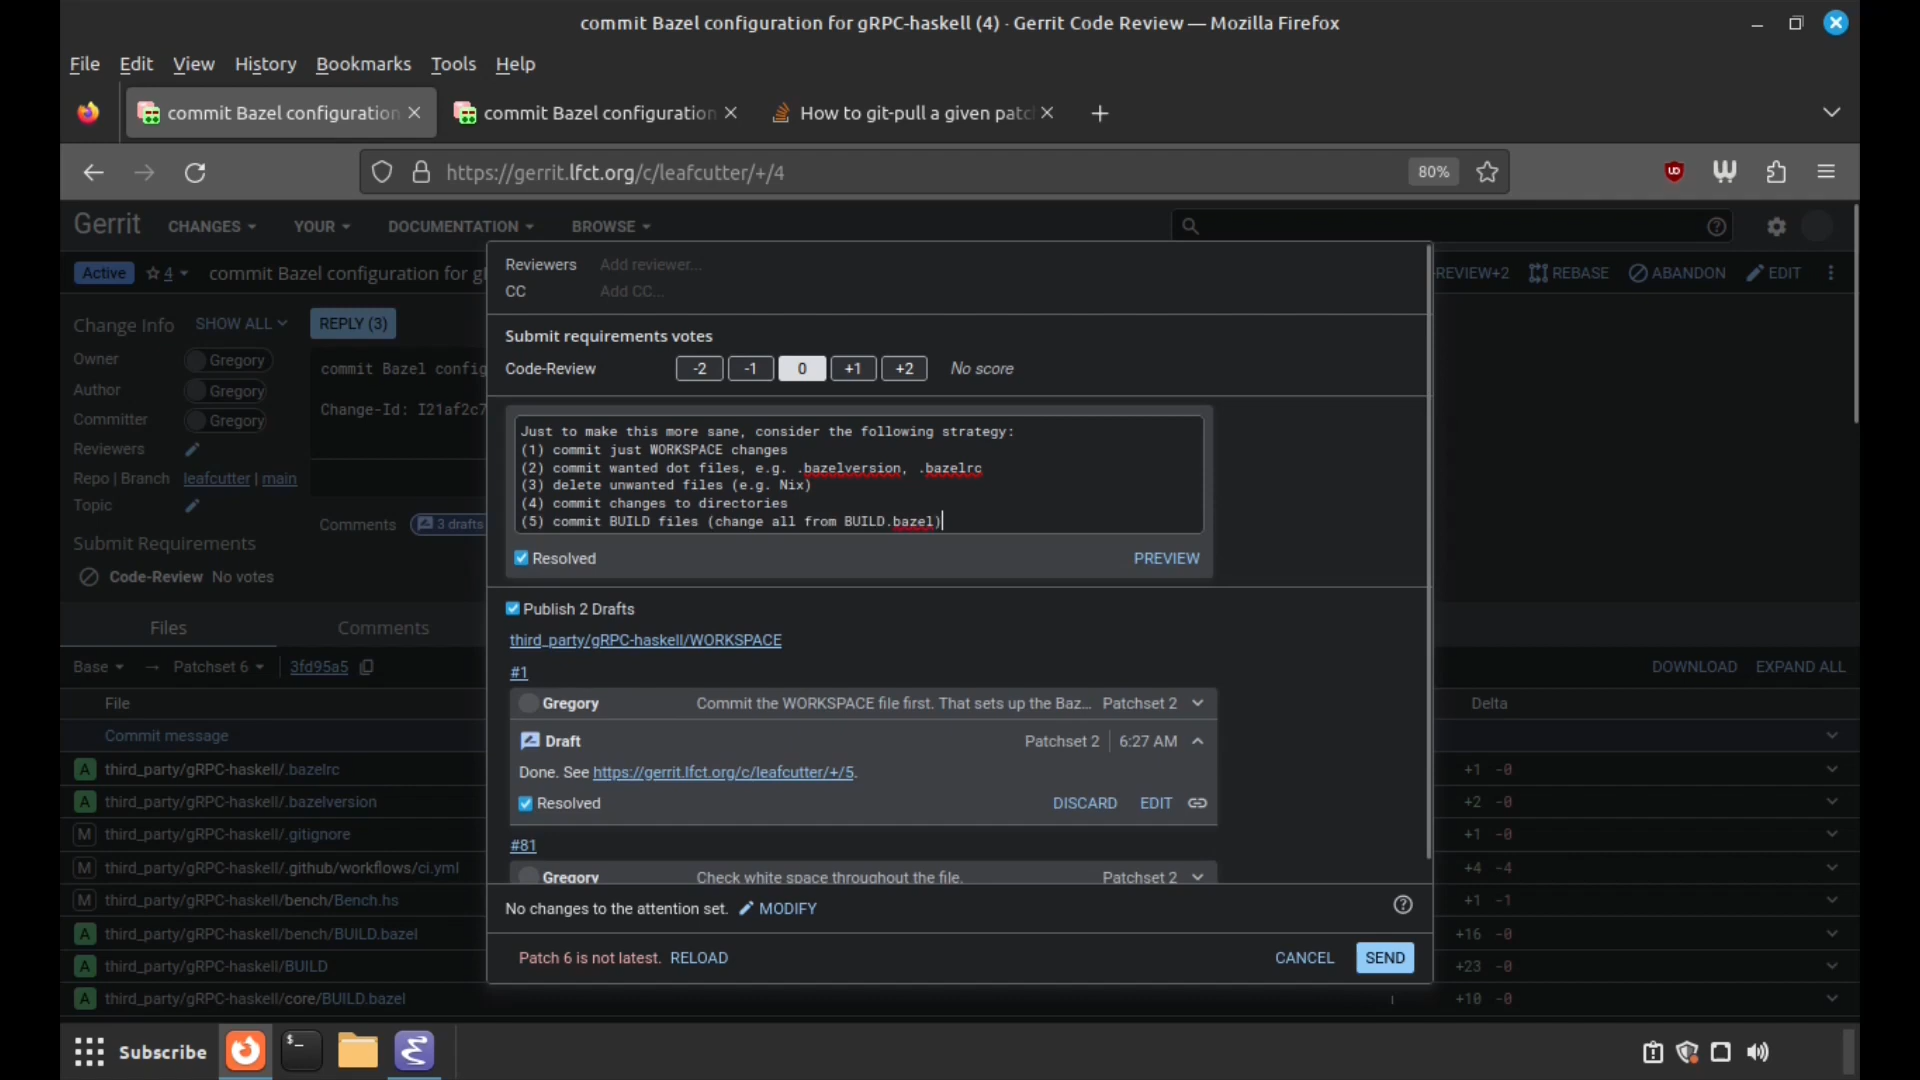 commit Bazel configuration for gRPC-haskell (4) · Gerrit Code Review — Mozilla Firefox
File Edit View History Bookmarks Tools Help
commit Bazel configuration
commit Bazel configuration
How to git-pull a given patc
https://gerrit.lfct.org/c/leafcutter/+/4
80%
Gerrit CHANGES YOUR DOCUMENTATION BROWSE
Active 4 commit Bazel configuration for g
REVIEW+2 REBASE ABANDON EDIT
Change Info SHOW ALL REPLY (3)
Owner Gregory
Author Gregory
Committer Gregory
Reviewers
Repo | Branch leafcutter | main
Topic
commit Bazel config
Change-Id: I21af2c7
Comments 3 drafts
Submit Requirements
Code-Review No votes
Files Comments
Base → Patchset 6 3fd95a5
DOWNLOAD EXPAND ALL
File Delta
Commit message
A third_party/gRPC-haskell/.bazelrc +1 -0
A third_party/gRPC-haskell/.bazelversion +2 -0
M third_party/gRPC-haskell/.gitignore +1 -0
M third_party/gRPC-haskell/.github/workflows/ci.yml +4 -4
M third_party/gRPC-haskell/bench/Bench.hs +1 -1
A third_party/gRPC-haskell/bench/BUILD.bazel +16 -0
A third_party/gRPC-haskell/BUILD +23 -0
A third_party/gRPC-haskell/core/BUILD.bazel +10 -0
Reviewers Add reviewer...
CC Add CC...
Submit requirements votes
Code-Review -2 -1 0 +1 +2 No score
Just to make this more sane, consider the following strategy:
(1) commit just WORKSPACE changes
(2) commit wanted dot files, e.g. .bazelversion, .bazelrc
(3) delete unwanted files (e.g. Nix)
(4) commit changes to directories
(5) commit BUILD files (change all from BUILD.bazel)
Resolved PREVIEW
Publish 2 Drafts
third_party/gRPC-haskell/WORKSPACE
#1
Gregory Commit the WORKSPACE file first. That sets up the Baz... Patchset 2
Draft Patchset 2 6:27 AM
Done. See https://gerrit.lfct.org/c/leafcutter/+/5.
Resolved DISCARD EDIT
#81
Gregory Check white space throughout the file. Patchset 2
No changes to the attention set. MODIFY
Patch 6 is not latest. RELOAD CANCEL SEND
Subscribe